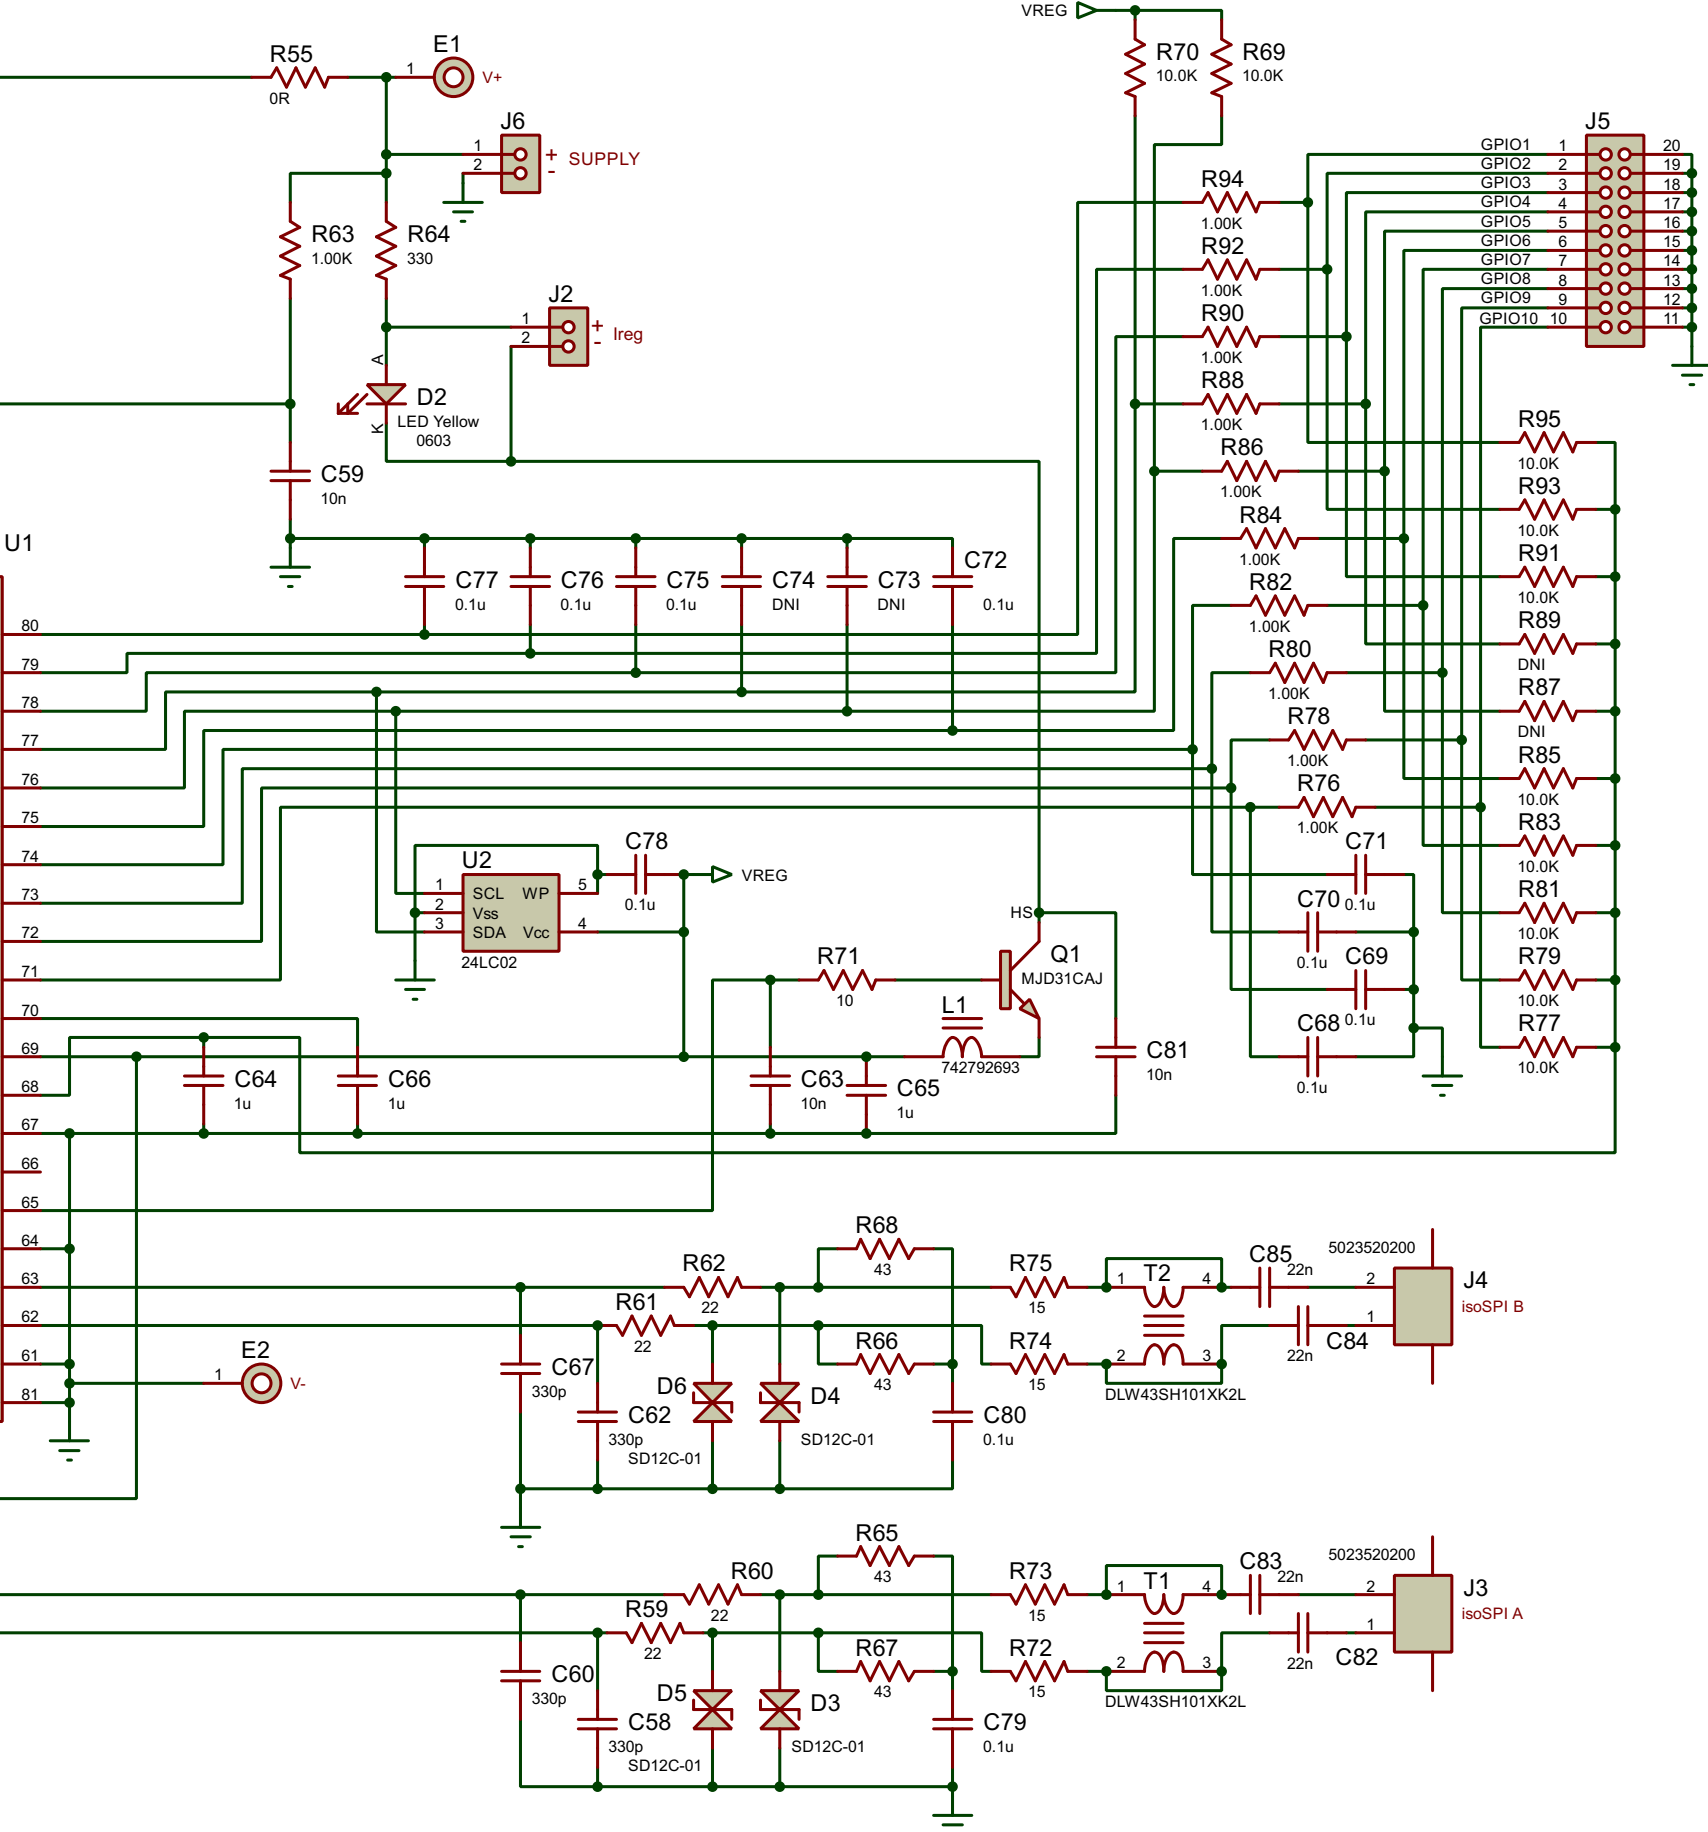 VREG
R70
10.0K
R69
10.0K
R55
0R
E1
1
V+
J6
1
2
+
-
SUPPLY
R63
1.00K
R64
330
J2
1
2
+
-
Ireg
A
K
D2
LED Yellow
0603
C59
10n
J5
GPIO1 1 20
GPIO2 2 19
GPIO3 3 18
GPIO4 4 17
GPIO5 5 16
GPIO6 6 15
GPIO7 7 14
GPIO8 8 13
GPIO9 9 12
GPIO10 10 11
R94
1.00K
R92
1.00K
R90
1.00K
R88
1.00K
R86
1.00K
R84
1.00K
R82
1.00K
R80
1.00K
R78
1.00K
R76
1.00K
R95
10.0K
R93
10.0K
R91
10.0K
R89
DNI
R87
DNI
R85
10.0K
R83
10.0K
R81
10.0K
R79
10.0K
R77
10.0K
U1
C77
0.1u
C76
0.1u
C75
0.1u
C74
DNI
C73
DNI
C72
0.1u
80
79
78
77
76
75
74
73
72
71
70
69
68
67
66
65
64
63
62
61
81
U2
1 SCL WP 5
2 Vss
3 SDA Vcc 4
24LC02
C78
0.1u
VREG
C71
0.1u
C70
0.1u
C69
0.1u
C68
0.1u
HS
Q1
MJD31CAJ
R71
10
L1
742792693
C81
10n
C64
1u
C66
1u
C63
10n
C65
1u
E2
1
V-
R68
43
R62
22
R61
22
R66
43
R75
15
R74
15
C67
330p
C62
330p
D6
SD12C-01
D4
SD12C-01
C80
0.1u
T2
1
4
2
3
DLW43SH101XK2L
C85
22n
C84
22n
5023520200
2
1
J4
isoSPI B
R65
43
R60
22
R59
22
R67
43
R73
15
R72
15
C60
330p
C58
330p
D5
SD12C-01
D3
SD12C-01
C79
0.1u
T1
1
4
2
3
DLW43SH101XK2L
C83
22n
C82
22n
5023520200
2
1
J3
isoSPI A